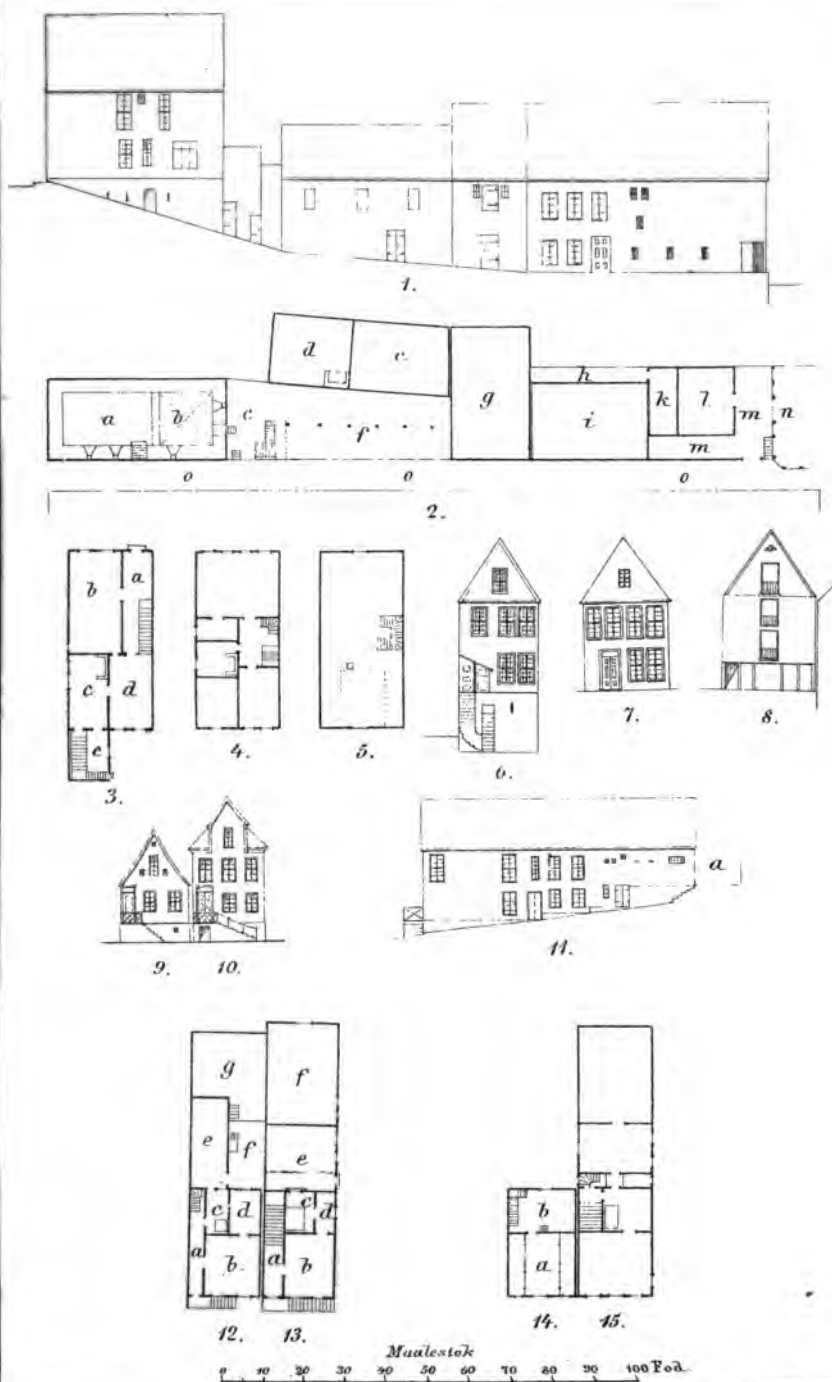 1.
d c.
a b c f g h i k l m n
m
o o o
2.
b a
c d
e
3. 4. 5. 6. 7. 8.
a
9. 10. 11.
g f
e f e
c d c d
a b a b
b
a
12. 13. 14. 15.
Maalestok
0 10 20 30 40 50 60 70 80 90 100 Fod.